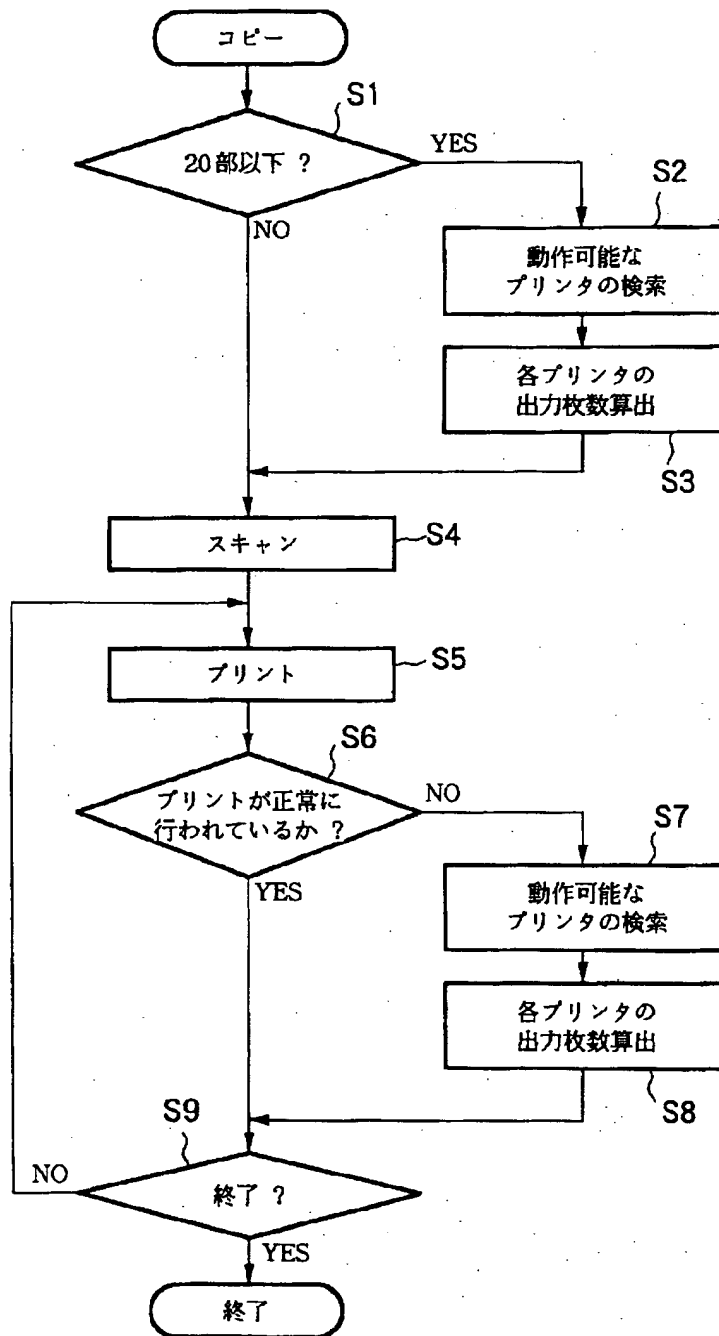 コピー
S1
20部以下 ?
YES
S2
NO
動作可能な
プリンタの検索
各プリンタの
出力枚数算出
S3
スキャン
S4
プリント
S5
S6
プリントが正常に
行われているか ?
NO
S7
YES
動作可能な
プリンタの検索
各プリンタの
出力枚数算出
S8
S9
NO
終了 ?
YES
終了